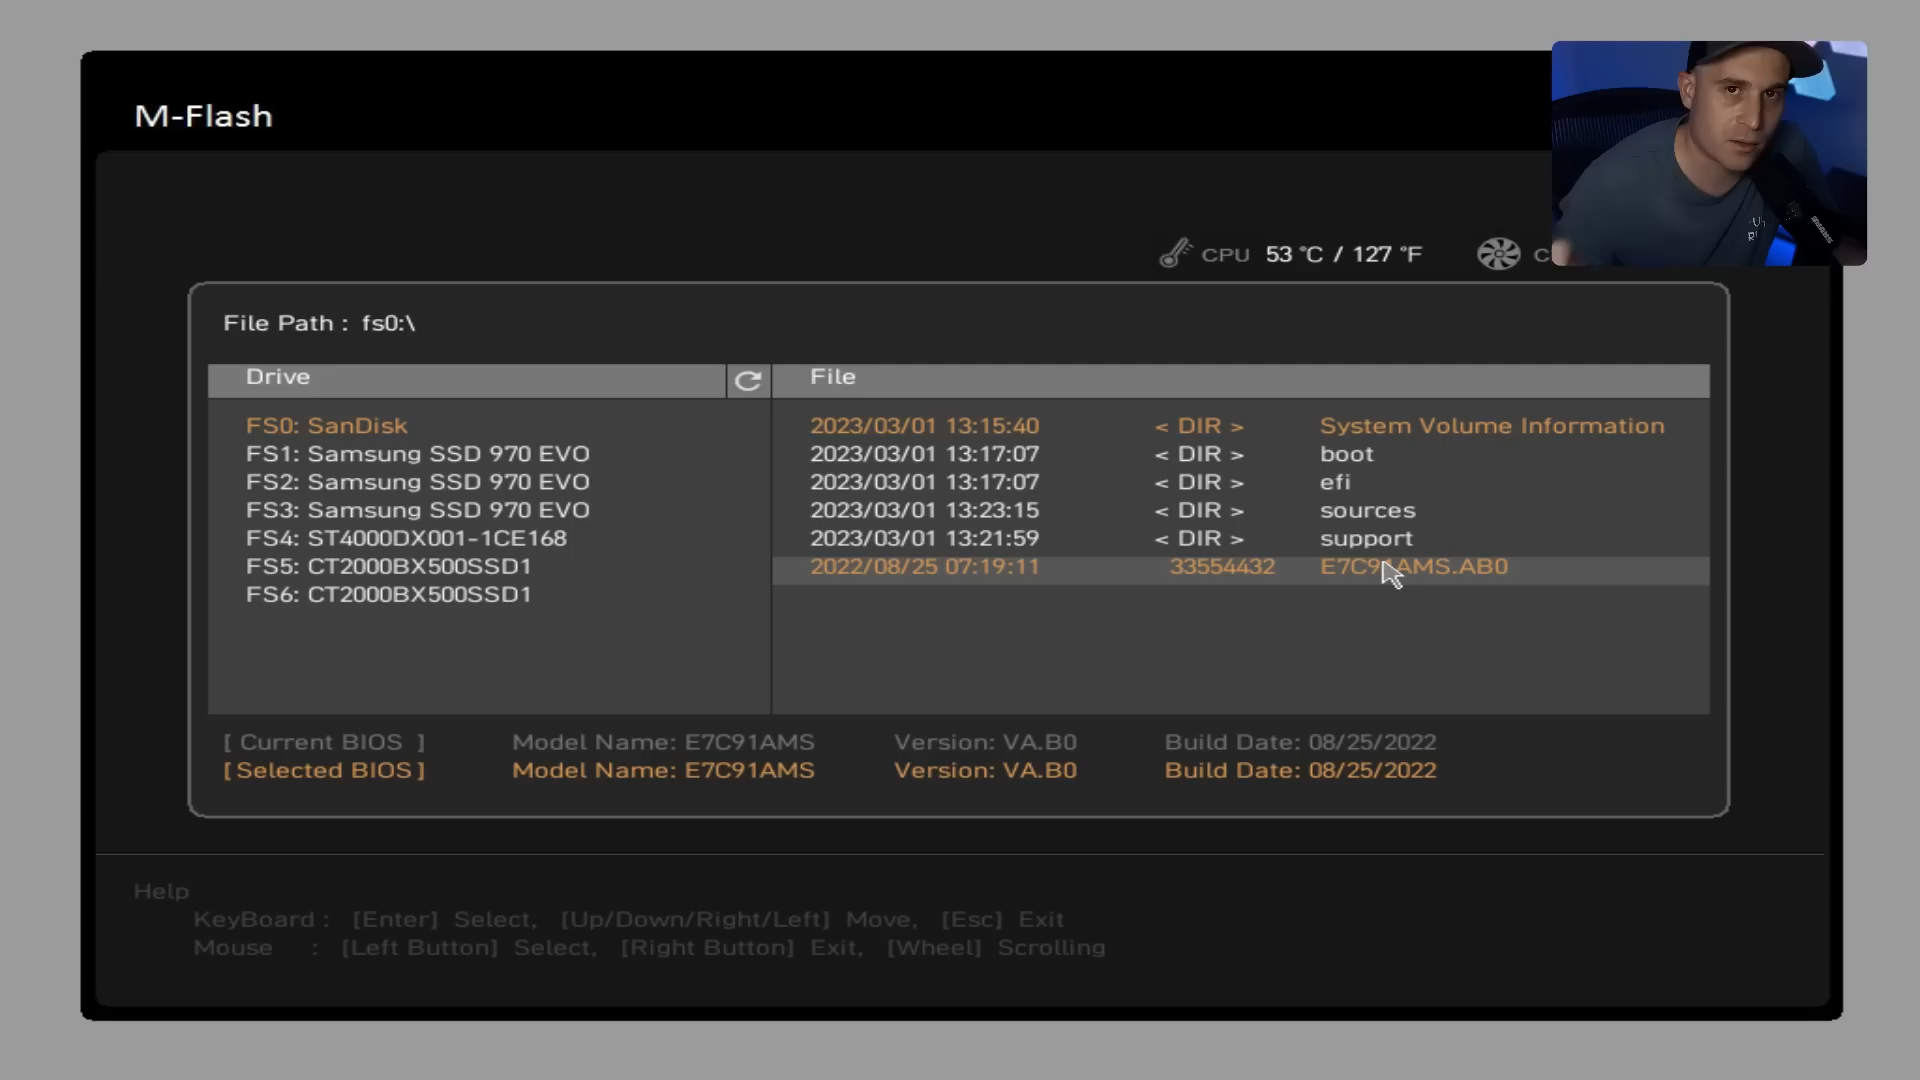 M-Flash
CPU 53 °C / 127 °F C
File Path : fs0:\
Drive File
FS0: SanDisk 2023/03/01 13:15:40 < DIR > System Volume Information
FS1: Samsung SSD 970 EVO 2023/03/01 13:17:07 < DIR > boot
FS2: Samsung SSD 970 EVO 2023/03/01 13:17:07 < DIR > efi
FS3: Samsung SSD 970 EVO 2023/03/01 13:23:15 < DIR > sources
FS4: ST4000DX001-1CE168 2023/03/01 13:21:59 < DIR > support
FS5: CT2000BX500SSD1 2022/08/25 07:19:11 33554432 E7C91AMS.AB0
FS6: CT2000BX500SSD1
[ Current BIOS ] Model Name: E7C91AMS Version: VA.B0 Build Date: 08/25/2022
[ Selected BIOS ] Model Name: E7C91AMS Version: VA.B0 Build Date: 08/25/2022
Help
KeyBoard : [Enter] Select, [Up/Down/Right/Left] Move, [Esc] Exit
Mouse : [Left Button] Select, [Right Button] Exit, [Wheel] Scrolling